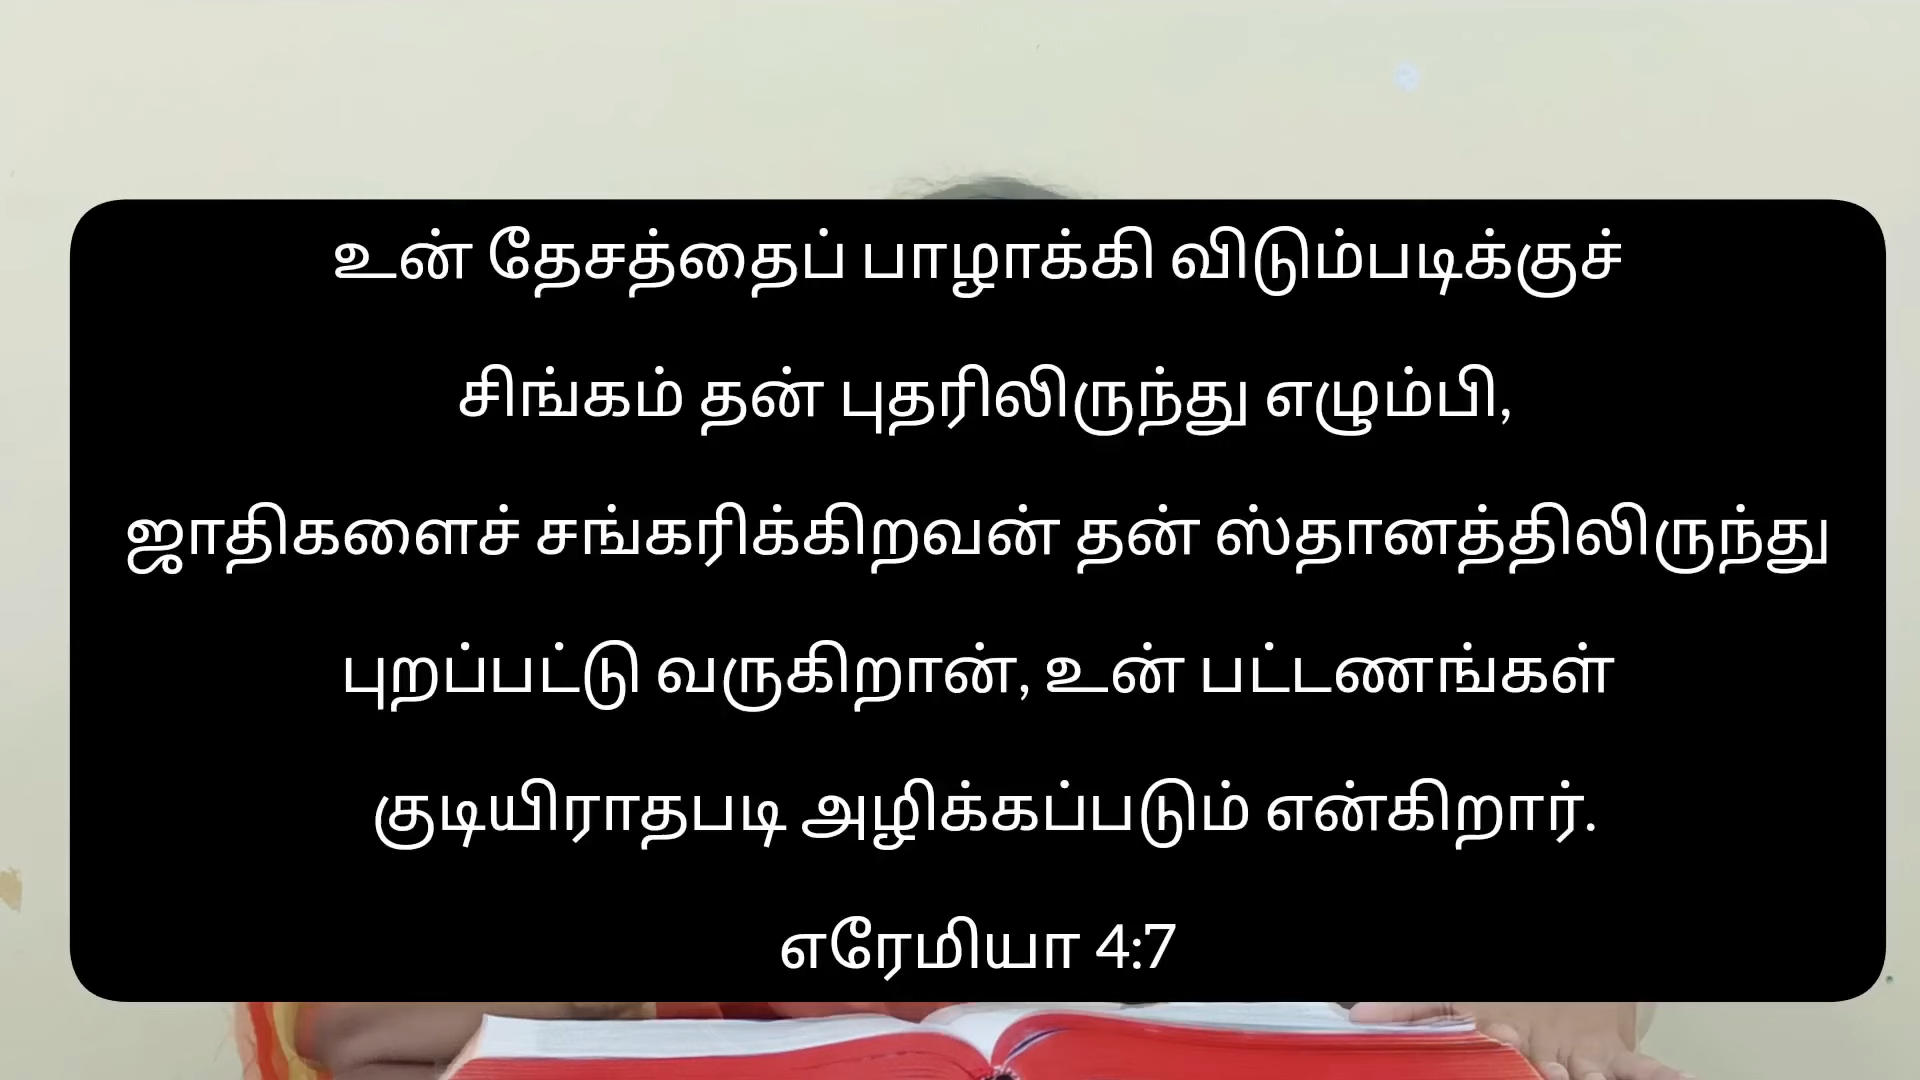 உன் தேசத்தைப் பாழாக்கி விடும்படிக்குச்
சிங்கம் தன் புதரிலிருந்து எழும்பி,
ஜாதிகளைச் சங்கரிக்கிறவன் தன் ஸ்தானத்திலிருந்து
புறப்பட்டு வருகிறான், உன் பட்டணங்கள்
குடியிராதபடி அழிக்கப்படும் என்கிறார்.
எரேமியா 4:7